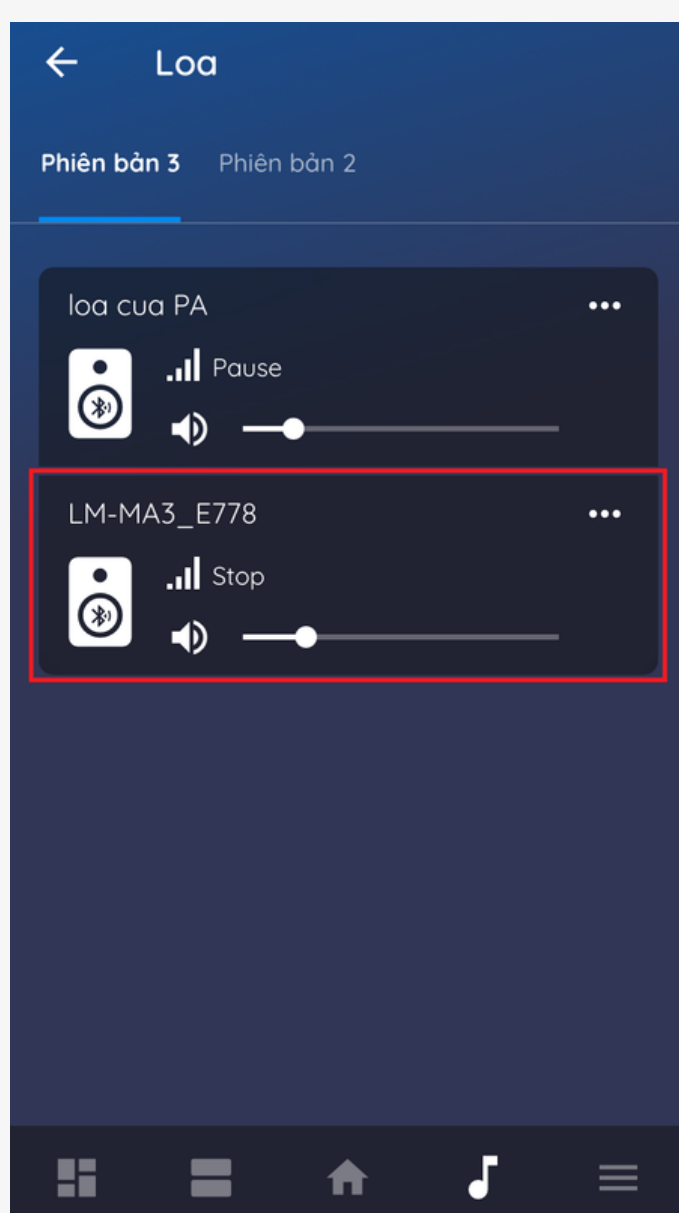 Loa
Phiên bản 3 Phiên bản 2
loa cua PA
Pause
LM-MA3_E778
Stop